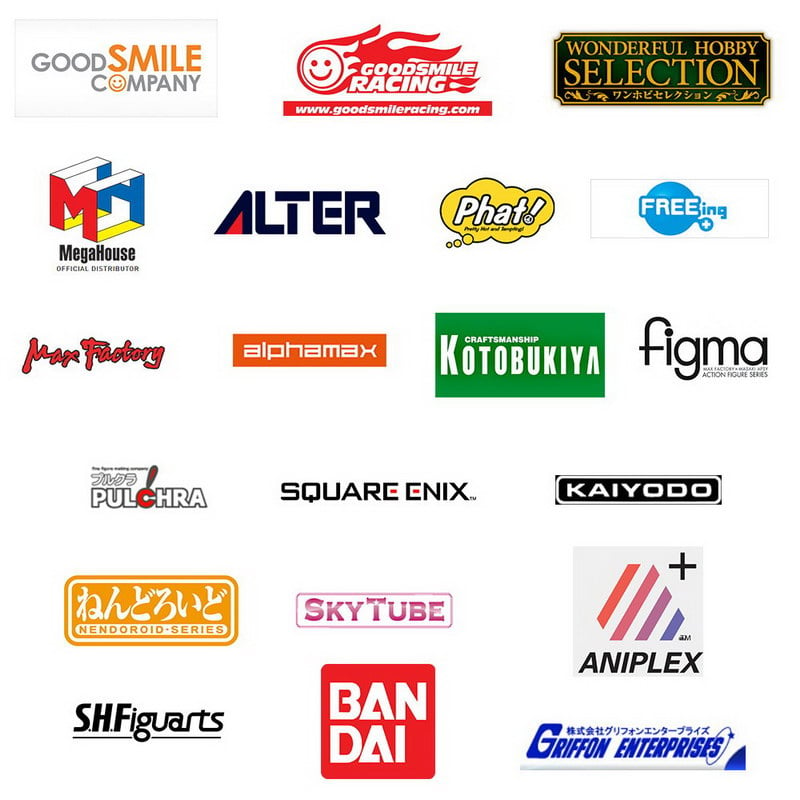 GOODSMILE
COMPANY
GOODSMILE
RACING
www.goodsmileracing.com
WONDERFUL HOBBY
SELECTION
ワンホビセレクション
MH
MegaHouse
OFFICIAL DISTRIBUTOR
ALTER
Phat!
Pretty Hot and Tempting!
FREEing
Max Factory
alphamax
CRAFTSMANSHIP
KOTOBUKIYA
figma
MAX FACTORY×MASAKI APSY
ACTION FIGURE SERIES
Fine figure making company
プルクラ
PULCHRA
SQUARE ENIX™
KAIYODO
ねんどろいど
NENDOROID·SERIES
SKYTUBE
ANIPLEX
S.H.Figuarts
BAN
DAI
株式会社グリフォンエンタープライズ
GRIFFON ENTERPRISES